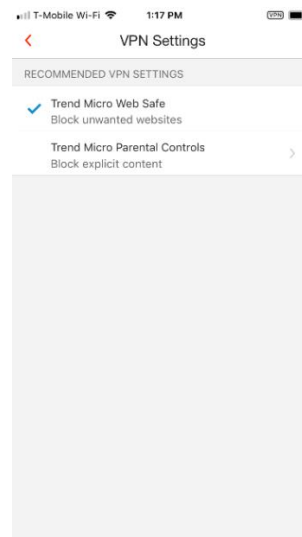 T-Mobile Wi-Fi 1:17 PM VPN
VPN Settings
RECOMMENDED VPN SETTINGS
Trend Micro Web Safe
Block unwanted websites
Trend Micro Parental Controls
Block explicit content